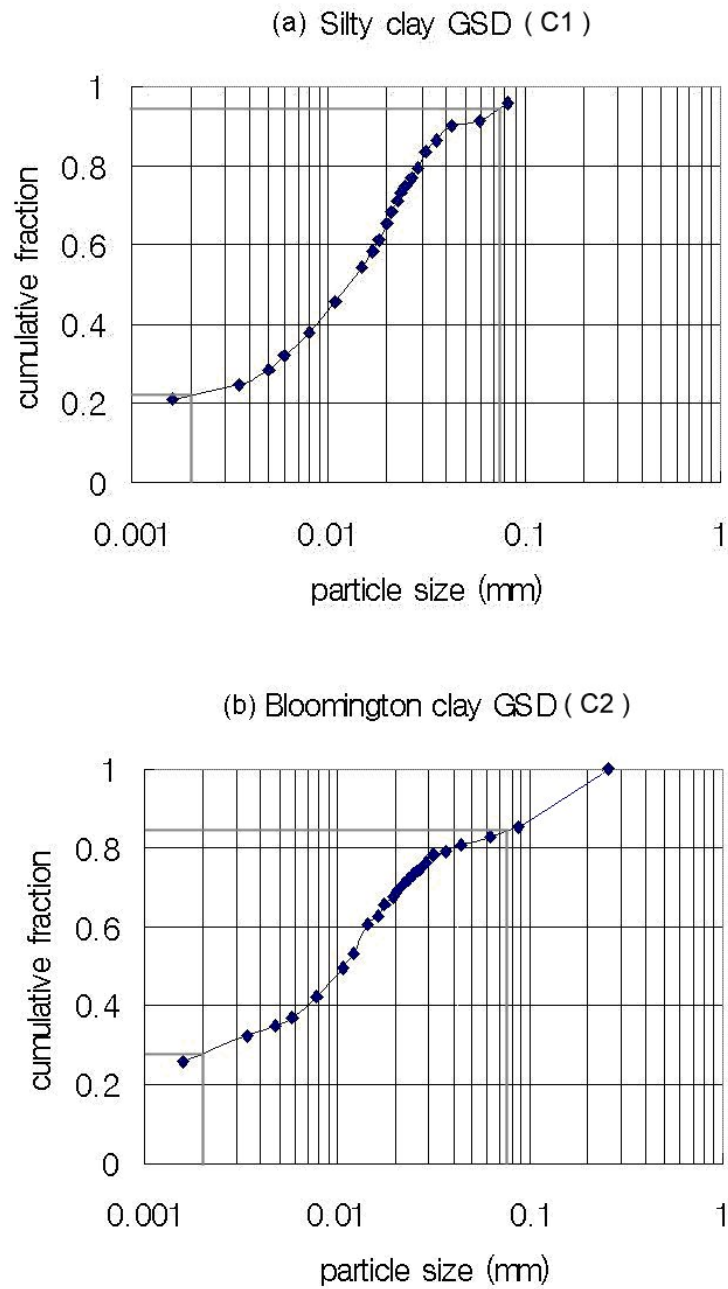 (a) Silty clay GSD ( C1 )
1
0.8
0.6
0.4
0.2
0
cumulative fraction
0.001 0.01 0.1 1
particle size (mm)
(b) Bloomington clay GSD ( C2 )
1
0.8
0.6
0.4
0.2
0
cumulative fraction
0.001 0.01 0.1 1
particle size (mm)